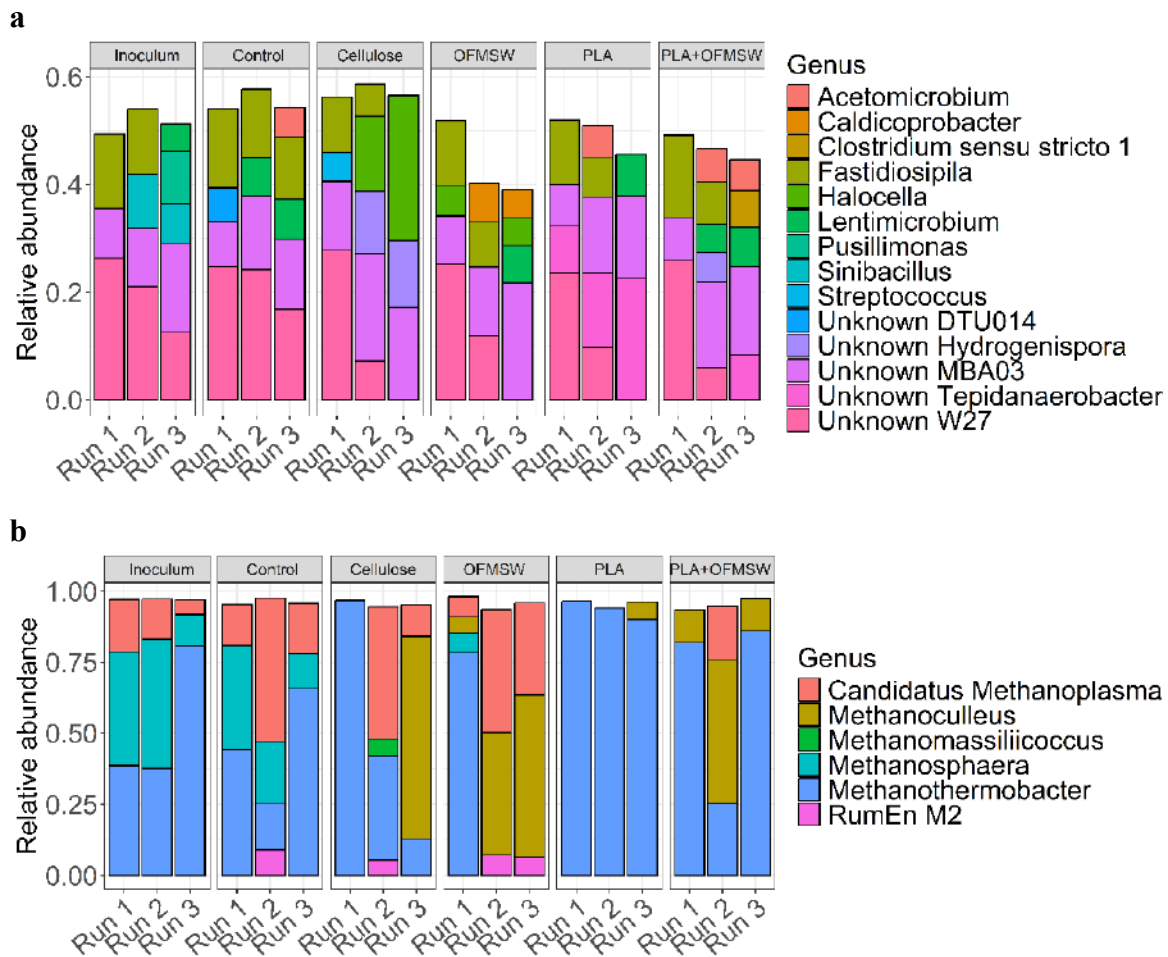 a
Inoculum Control Cellulose OFMSW PLA PLA+OFMSW
Relative abundance
0.6
0.4
0.2
0.0
Run 1 Run 2 Run 3 Run 1 Run 2 Run 3 Run 1 Run 2 Run 3 Run 1 Run 2 Run 3 Run 1 Run 2 Run 3 Run 1 Run 2 Run 3
Genus
Acetomicrobium
Caldicoprobacter
Clostridium sensu stricto 1
Fastidiosipila
Halocella
Lentimicrobium
Pusillimonas
Sinibacillus
Streptococcus
Unknown DTU014
Unknown Hydrogenispora
Unknown MBA03
Unknown Tepidanaerobacter
Unknown W27
b
Inoculum Control Cellulose OFMSW PLA PLA+OFMSW
Relative abundance
1.00
0.75
0.50
0.25
0.00
Run 1 Run 2 Run 3 Run 1 Run 2 Run 3 Run 1 Run 2 Run 3 Run 1 Run 2 Run 3 Run 1 Run 2 Run 3 Run 1 Run 2 Run 3
Genus
Candidatus Methanoplasma
Methanoculleus
Methanomassiliicoccus
Methanosphaera
Methanothermobacter
RumEn M2